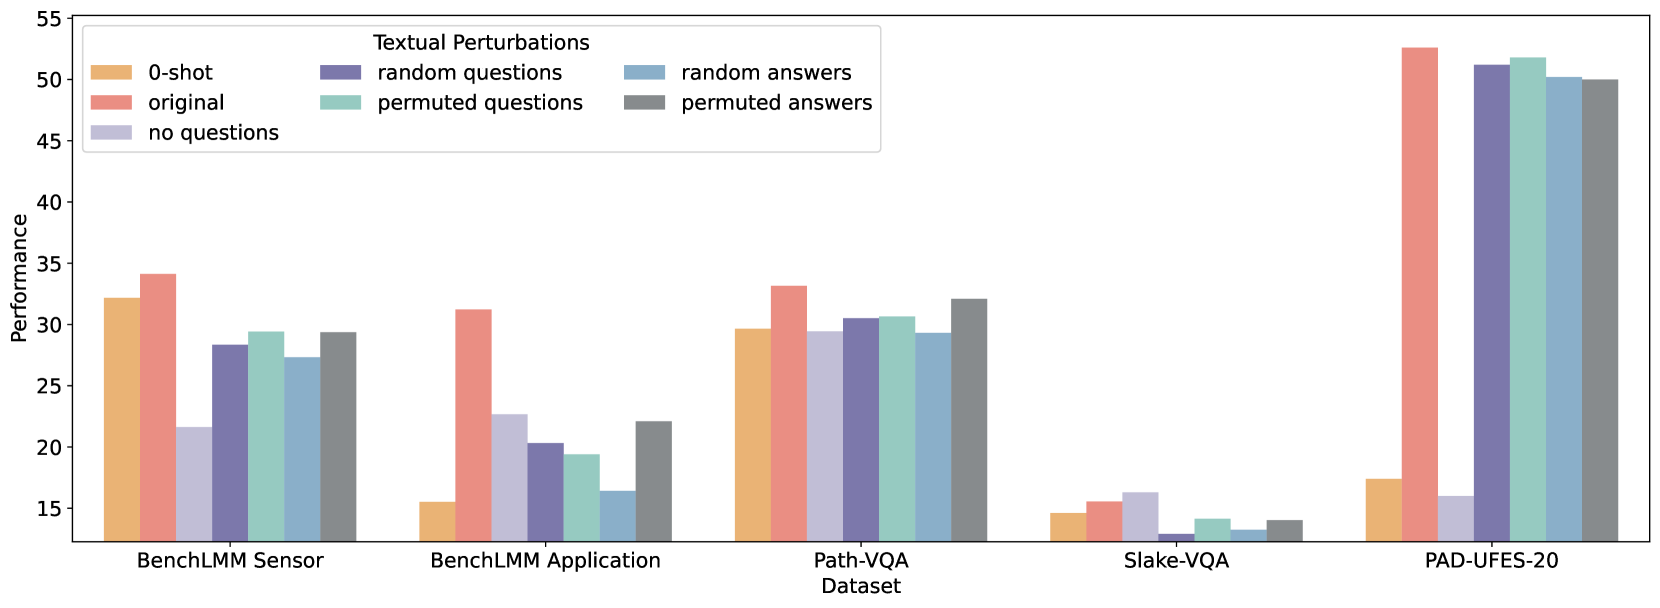 55
50
45
40
35
30
25
20
15
Performance
Textual Perturbations
0-shot
original
no questions
random questions
permuted questions
random answers
permuted answers
BenchLMM Sensor
BenchLMM Application
Path-VQA
Slake-VQA
PAD-UFES-20
Dataset